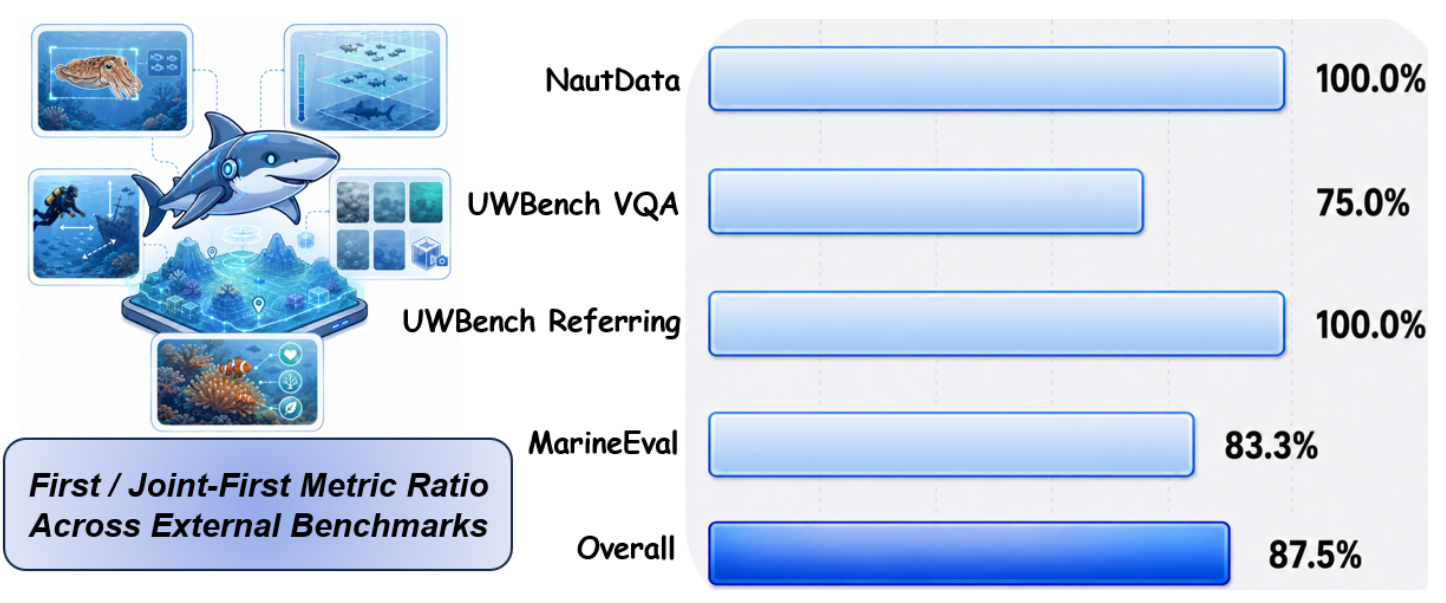 NautData 100.0%
UWBench VQA 75.0%
UWBench Referring 100.0%
MarineEval 83.3%
Overall 87.5%
First / Joint-First Metric Ratio
Across External Benchmarks